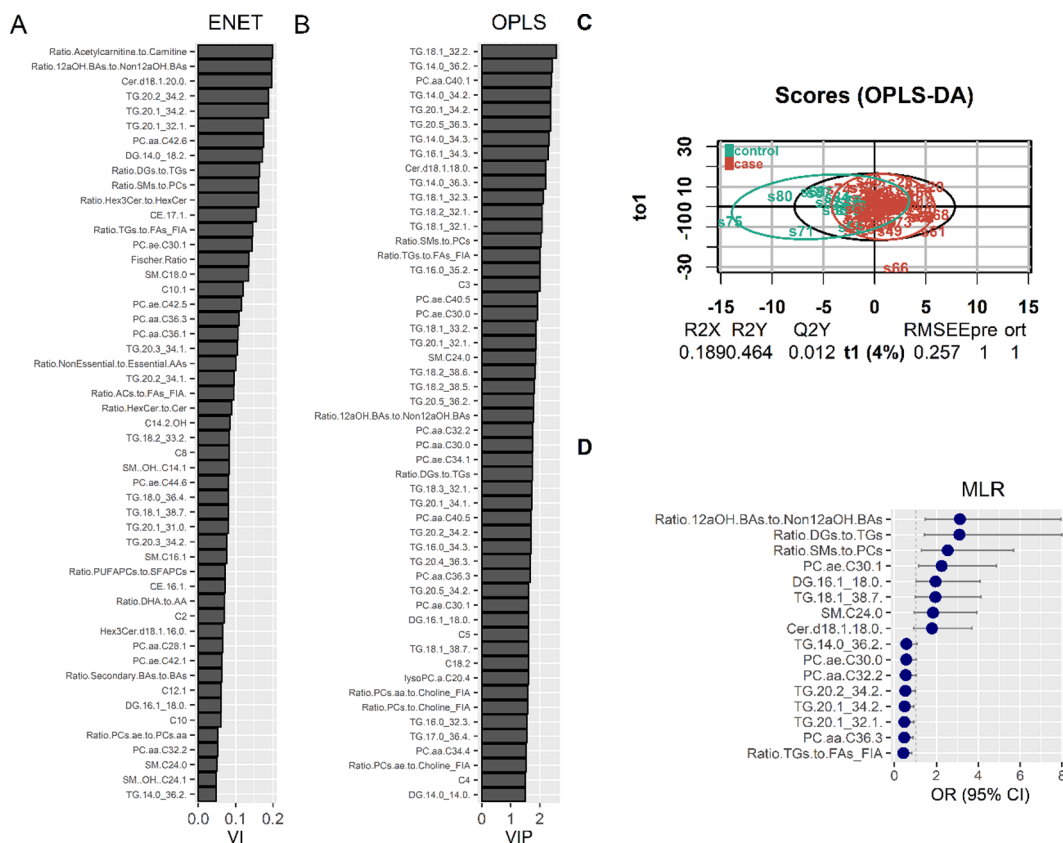 A
ENET
Ratio.Acetylcarnitine.to.Carnitine
Ratio.12aOH.BAs.to.Non12aOH.BAs
Cer.d18.1.20.0.
TG.20.2_34.2.
TG.20.1_34.2.
TG.20.1_32.1.
PC.aa.C42.6
DG.14.0_18.2.
Ratio.DGs.to.TGs
Ratio.SMs.to.PCs
Ratio.Hex3Cer.to.HexCer
CE.17.1.
Ratio.TGs.to.FAs_FIA
PC.ae.C30.1
Fischer.Ratio
SM.C18.0
C10.1
PC.ae.C42.5
PC.aa.C36.3
PC.aa.C36.1
TG.20.3_34.1.
Ratio.NonEssential.to.Essential.AAs
TG.20.2_34.1.
Ratio.ACs.to.FAs_FIA.
Ratio.HexCer.to.Cer
C14.2.OH
TG.18.2_33.2.
C8
SM..OH..C14.1
PC.ae.C44.6
TG.18.0_36.4.
TG.18.1_38.7.
TG.20.1_31.0.
TG.20.3_34.2.
SM.C16.1
Ratio.PUFAPCs.to.SFAPCs
CE.16.1.
Ratio.DHA.to.AA
C2
Hex3Cer.d18.1.16.0.
PC.aa.C28.1
PC.ae.C42.1
Ratio.Secondary.BAs.to.BAs
C12.1
DG.16.1_18.0.
C10
Ratio.PCs.ae.to.PCs.aa
PC.aa.C32.2
SM.C24.0
SM..OH..C24.1
TG.14.0_36.2.
0.0 0.1 0.2
VI
B
OPLS
TG.18.1_32.2.
TG.14.0_36.2.
PC.aa.C40.1
TG.14.0_34.2.
TG.20.1_34.2.
TG.20.5_36.3.
TG.14.0_34.3.
TG.16.1_34.3.
Cer.d18.1.18.0.
TG.14.0_36.3.
TG.18.1_32.3.
TG.18.2_32.1.
TG.18.1_32.1.
Ratio.SMs.to.PCs
Ratio.TGs.to.FAs_FIA
TG.16.0_35.2.
C3
PC.ae.C40.5
PC.ae.C30.0
TG.18.1_33.2.
TG.20.1_32.1.
SM.C24.0
TG.18.2_38.6.
TG.18.2_38.5.
TG.20.5_36.2.
Ratio.12aOH.BAs.to.Non12aOH.BAs
PC.aa.C32.2
PC.aa.C30.0
PC.ae.C34.1
Ratio.DGs.to.TGs
TG.18.3_32.1.
TG.20.1_34.1.
PC.aa.C40.5
TG.20.2_34.2.
TG.16.0_34.3.
TG.20.4_36.3.
PC.aa.C36.3
TG.20.5_34.2.
PC.ae.C30.1
DG.16.1_18.0.
C5
TG.18.1_38.7.
C18.2
lysoPC.a.C20.4
Ratio.PCs.aa.to.Choline_FIA
Ratio.PCs.to.Choline_FIA
TG.16.0_32.3.
TG.17.0_36.4.
PC.aa.C34.4
Ratio.PCs.ae.to.Choline_FIA
C4
DG.14.0_14.0.
0 1 2
VIP
C
Scores (OPLS-DA)
control
case
to1
30
10
-10 0
-30
s80
s75
s71
s49
s61
s66
-15 -10 -5 0 5 10 15
R2X R2Y Q2Y RMSEE pre ort
0.189 0.464 0.012 t1 (4%) 0.257 1 1
D
MLR
Ratio.12aOH.BAs.to.Non12aOH.BAs
Ratio.DGs.to.TGs
Ratio.SMs.to.PCs
PC.ae.C30.1
DG.16.1_18.0.
TG.18.1_38.7.
SM.C24.0
Cer.d18.1.18.0.
TG.14.0_36.2.
PC.ae.C30.0
PC.aa.C32.2
TG.20.2_34.2.
TG.20.1_34.2.
TG.20.1_32.1.
PC.aa.C36.3
Ratio.TGs.to.FAs_FIA
0 2 4 6 8
OR (95% CI)